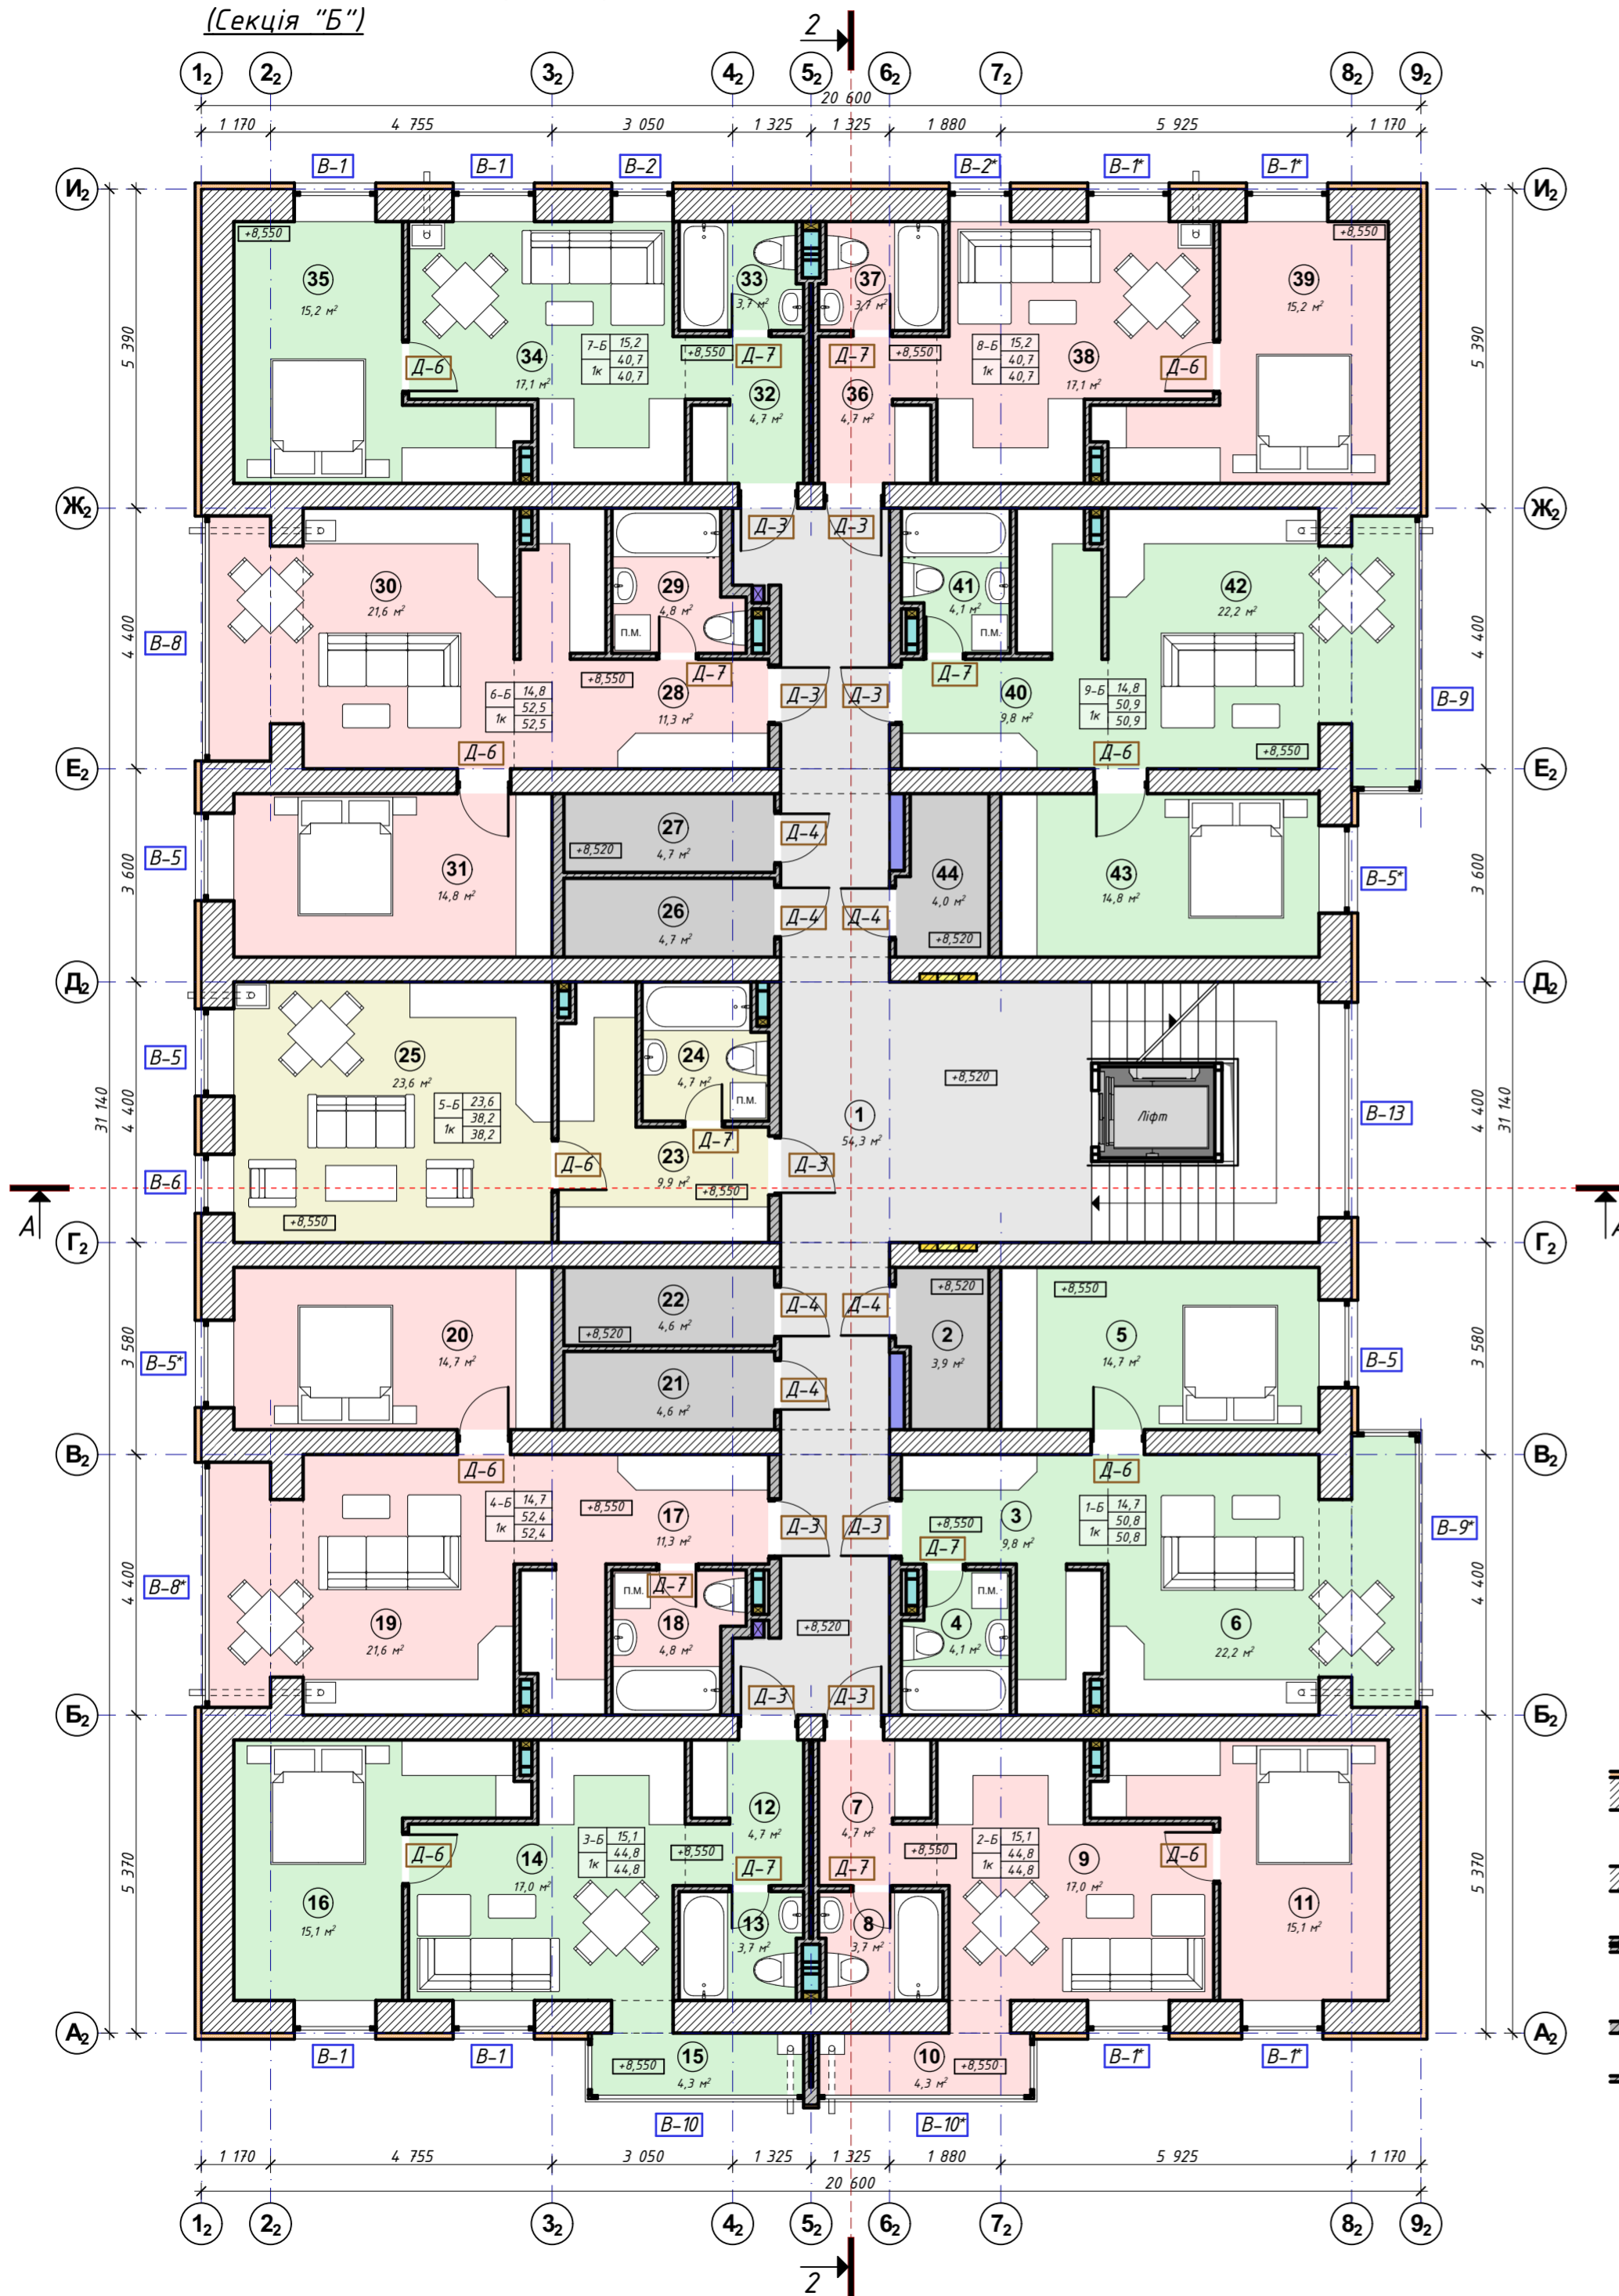 (Секція "Б")
2
1₂ 2₂ 3₂ 4₂ 5₂ 6₂ 7₂ 8₂ 9₂
20 600
1 170 4 755 3 050 1 325 1 325 1 880 5 925 1 170
В-1 В-1 В-2 В-2* В-1* В-1*
И₂ И₂
+8,550 +8,550
35 33 37 39
15,2 м² 3,7 м² 3,7 м² 15,2 м²
5 390 5 390
34 7-Б 15,2 +8,550 Д-7 Д-7 +8,550 8-Б 15,2 38
17,1 м² 1к 40,7 1к 40,7 17,1 м²
40,7 40,7
Д-6 Д-6
32 36
4,7 м² 4,7 м²
Ж₂ Ж₂
Д-3 Д-3
30 29 41 42
21,6 м² 4,8 м² 4,1 м² 22,2 м²
п.м. п.м.
В-8 4 400 4 400
Д-7 Д-7
+8,550 28 Д-3 Д-3 40
11,3 м² 9,8 м²
6-Б 14,8 9-Б 14,8 В-9
1к 52,5 1к 50,9
52,5 50,9
Д-6 Д-6 +8,550
Е₂ Е₂
27 Д-4
+8,520 4,7 м²
В-5 31 44 43 В-5*
14,8 м² 4,0 м² 14,8 м²
3 600 3 600
26 Д-4 Д-4
4,7 м² +8,520
Д₂ Д₂
В-5 25 24
23,6 м² 4,7 м²
+8,520
5-Б 23,6 п.м.
1к 38,2
38,2
31 140 4 400 4 400 31 140
1 Ліфт В-13
54,3 м²
Д-7
В-6 Д-6 23 Д-3
9,9 м² +8,550
+8,550
А А
Г₂ Г₂
22 +8,520 +8,550
+8,520 4,6 м² Д-4 Д-4
20 2 5
14,7 м² 3,9 м² 14,7 м²
В-5* 3 580 3 580 В-5
21 Д-4
4,6 м²
В₂ В₂
Д-6 Д-6
4-Б 14,7 +8,550 17 1-Б 14,7
1к 52,4 11,3 м² 1к 50,8
52,4 50,8
Д-3 Д-3 +8,550 3
9,8 м²
Д-7 Д-7
В-9*
В-8* 4 400 4 400
п.м. п.м.
19 18 +8,520 4 6
21,6 м² 4,8 м² 4,1 м² 22,2 м²
Д-3 Д-3
Б₂ Б₂
12 7
4,7 м² 4,7 м²
3-Б 15,1 2-Б 15,1
1к 44,8 1к 44,8
44,8 44,8
Д-6 14 +8,550 Д-7 Д-7 +8,550 9 Д-6
17,0 м² 17,0 м²
5 370 5 370
16 13 8 11
15,1 м² 3,7 м² 3,7 м² 15,1 м²
А₂ А₂
В-1 В-1 +8,550 15 10 +8,550 В-1* В-1*
4,3 м² 4,3 м²
В-10 В-10*
1 170 4 755 3 050 1 325 1 325 1 880 5 925 1 170
20 600
1₂ 2₂ 3₂ 4₂ 5₂ 6₂ 7₂ 8₂ 9₂
2